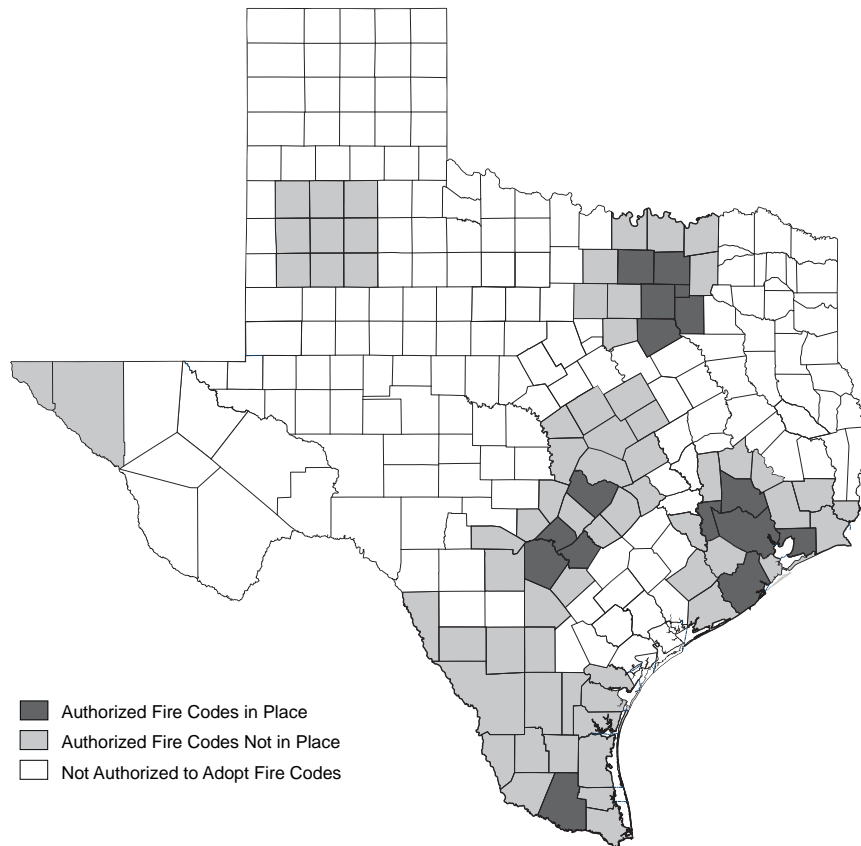 Authorized Fire Codes in Place
Authorized Fire Codes Not in Place
Not Authorized to Adopt Fire Codes